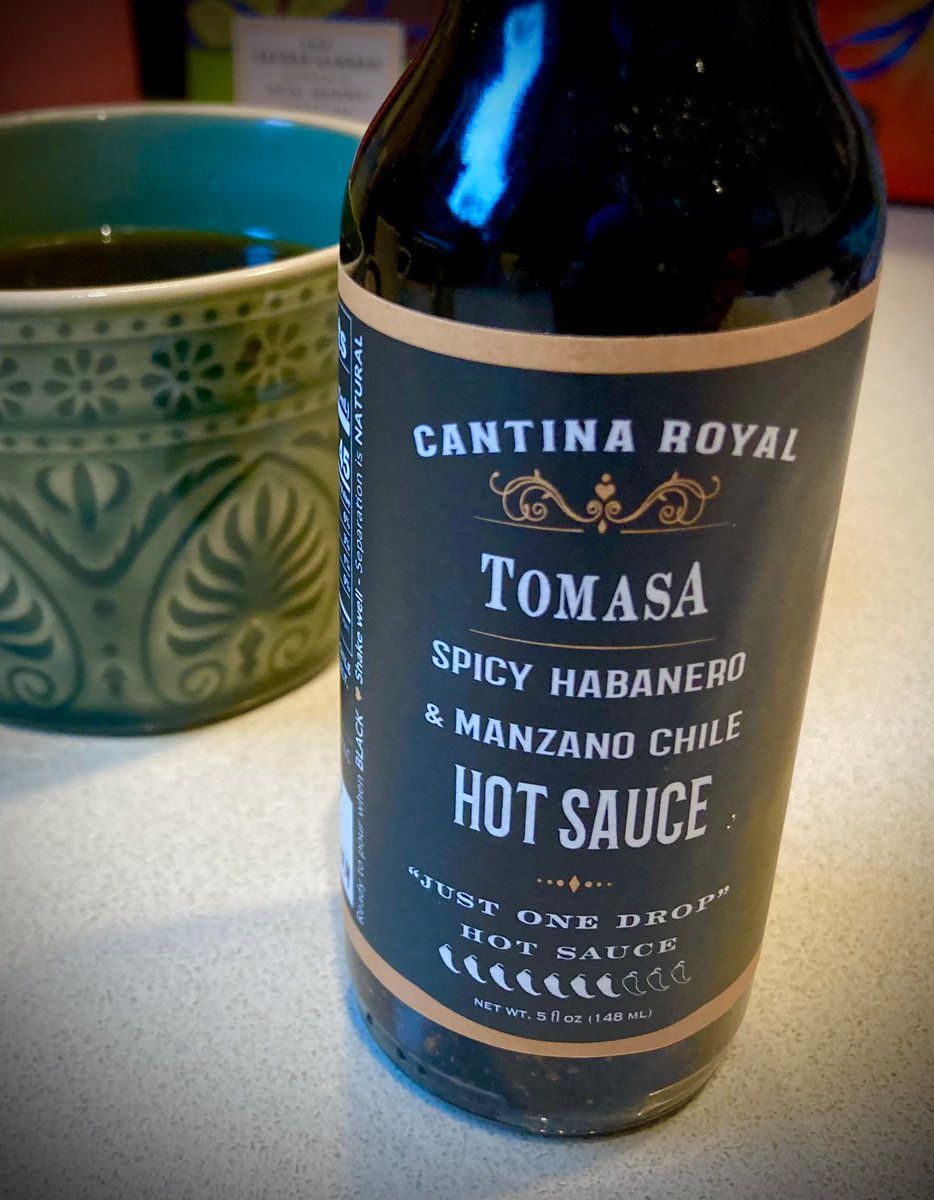 CANTINA ROYAL
TOMASA
SPICY HABANERO
& MANZANO CHILE
HOT SAUCE
“JUST ONE DROP”
HOT SAUCE
NET WT. 5 fl oz (148 ML)
Ready to pour when BLACK ♥ Shake well - Separation is NATURAL